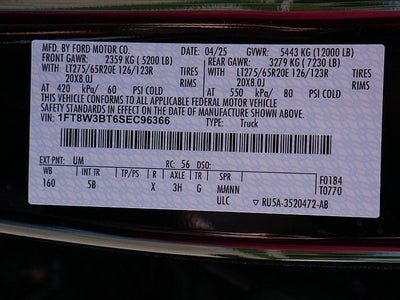 MFD. BY FORD MOTOR CO. DATE: 04/25 GVWR: 5443 KG (12000 LB)
FRONT GAWR: 2359 KG (5200 LB) REAR GAWR: 3279 KG (7230 LB)
LT275/65R20E 126/123R TIRES LT275/65R20E 126/123R TIRES
20X8.0J RIMS 20X8.0J RIMS
AT 420 kPa/ 60 PSI COLD AT 550 kPa/ 80 PSI COLD
THIS VEHICLE CONFORMS TO ALL APPLICABLE FEDERAL MOTOR VEHICLE
SAFETY STANDARDS IN EFFECT ON THE DATE OF MANUFACTURE SHOWN ABOVE.
VIN: 1FT8W3BT6SEC96366 TYPE: Truck
EXT PNT: UM RC: 56 DSO:
WB INT TR TP/PS R AXLE TR SPR F0184
160 5B X 3H G MMNN T0770
ULC RU5A-3520472-AB